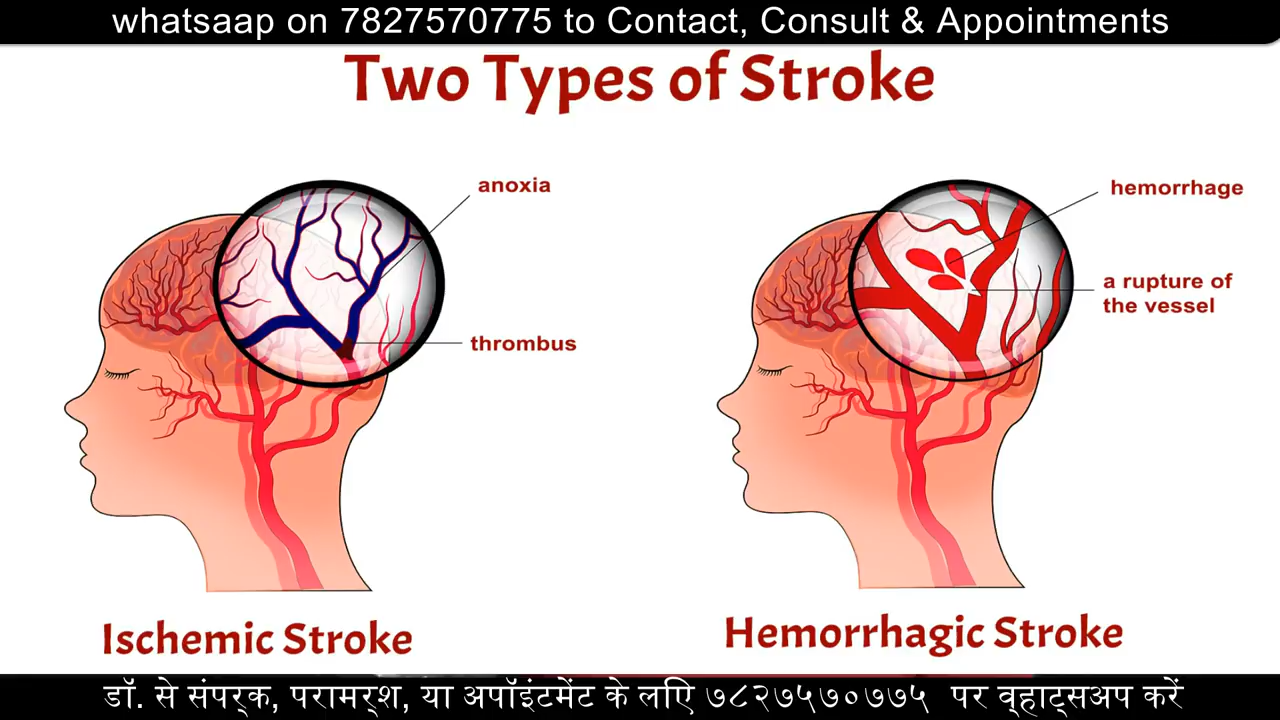 whatsaap on 7827570775 to Contact, Consult & Appointments
Two Types of Stroke
anoxia
thrombus
Ischemic Stroke
hemorrhage
a rupture of
the vessel
Hemorrhagic Stroke
डॉ. से संपर्क, परामर्श, या अपॉइंटमेंट के लिए ७८२७५७०७७५ पर व्हाट्सअप करें